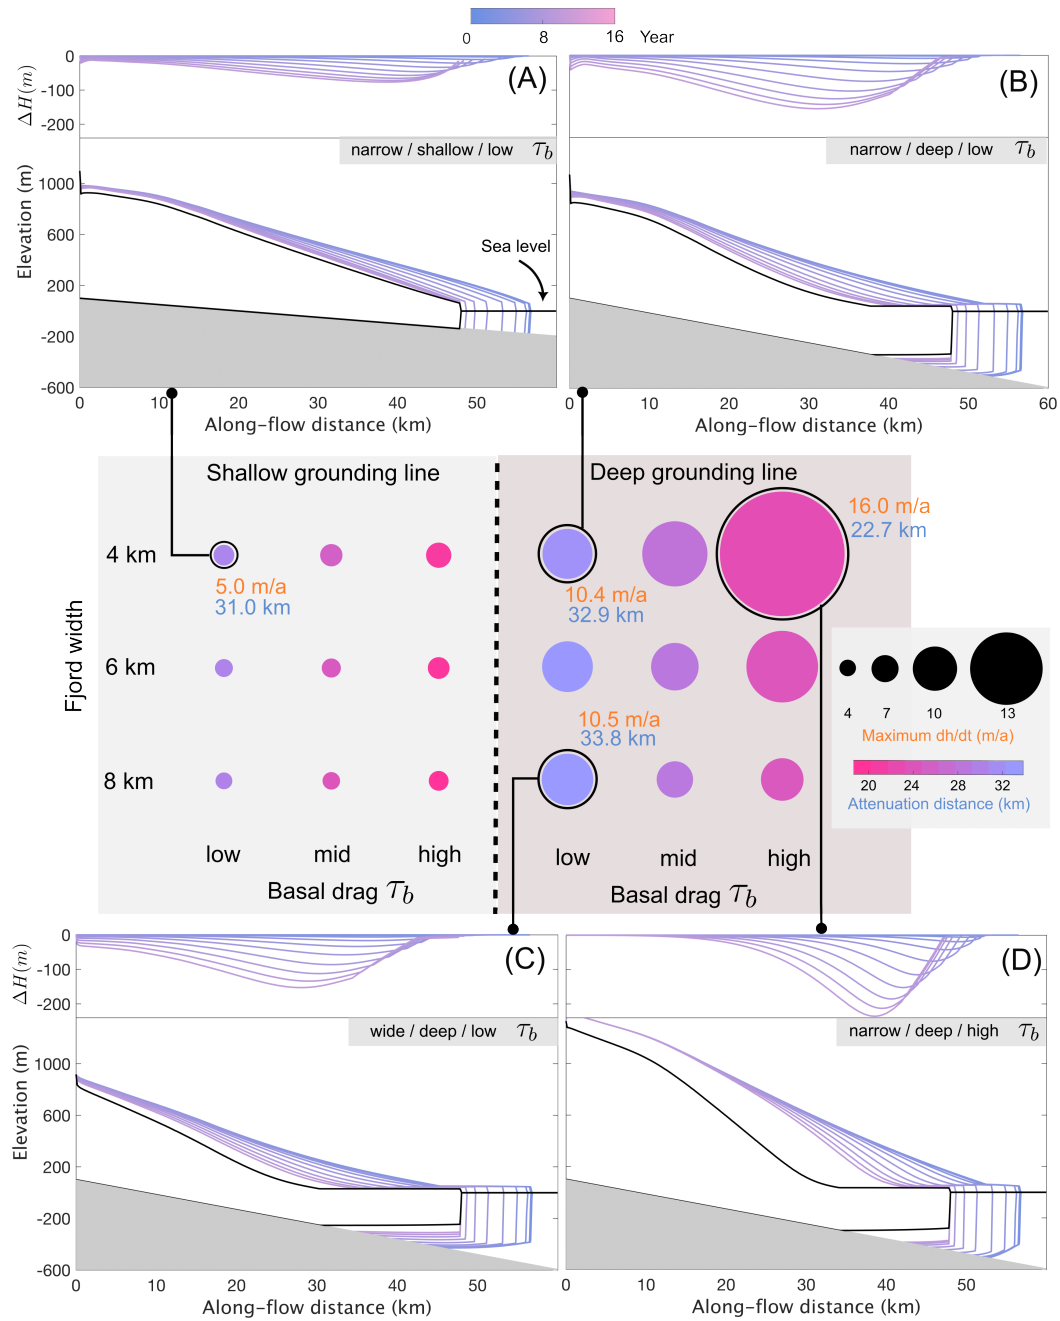 0 8 16 Year
0
-100
-200
ΔH(m)
(A)
narrow / shallow / low τb
1000
600
200
-200
-600
Elevation (m)
Sea level
0 10 20 30 40 50
Along-flow distance (km)
(B)
narrow / deep / low τb
0 10 20 30 40 50 60
Along-flow distance (km)
Shallow grounding line
Deep grounding line
Fjord width
4 km
6 km
8 km
5.0 m/a
31.0 km
10.4 m/a
32.9 km
16.0 m/a
22.7 km
10.5 m/a
33.8 km
low mid high
Basal drag τb
low mid high
Basal drag τb
4 7 10 13
Maximum dh/dt (m/a)
20 24 28 32
Attenuation distance (km)
0
-100
-200
ΔH(m)
(C)
wide / deep / low τb
1000
600
200
-200
-600
Elevation (m)
0 10 20 30 40 50
Along-flow distance (km)
(D)
narrow / deep / high τb
0 10 20 30 40 50
Along-flow distance (km)